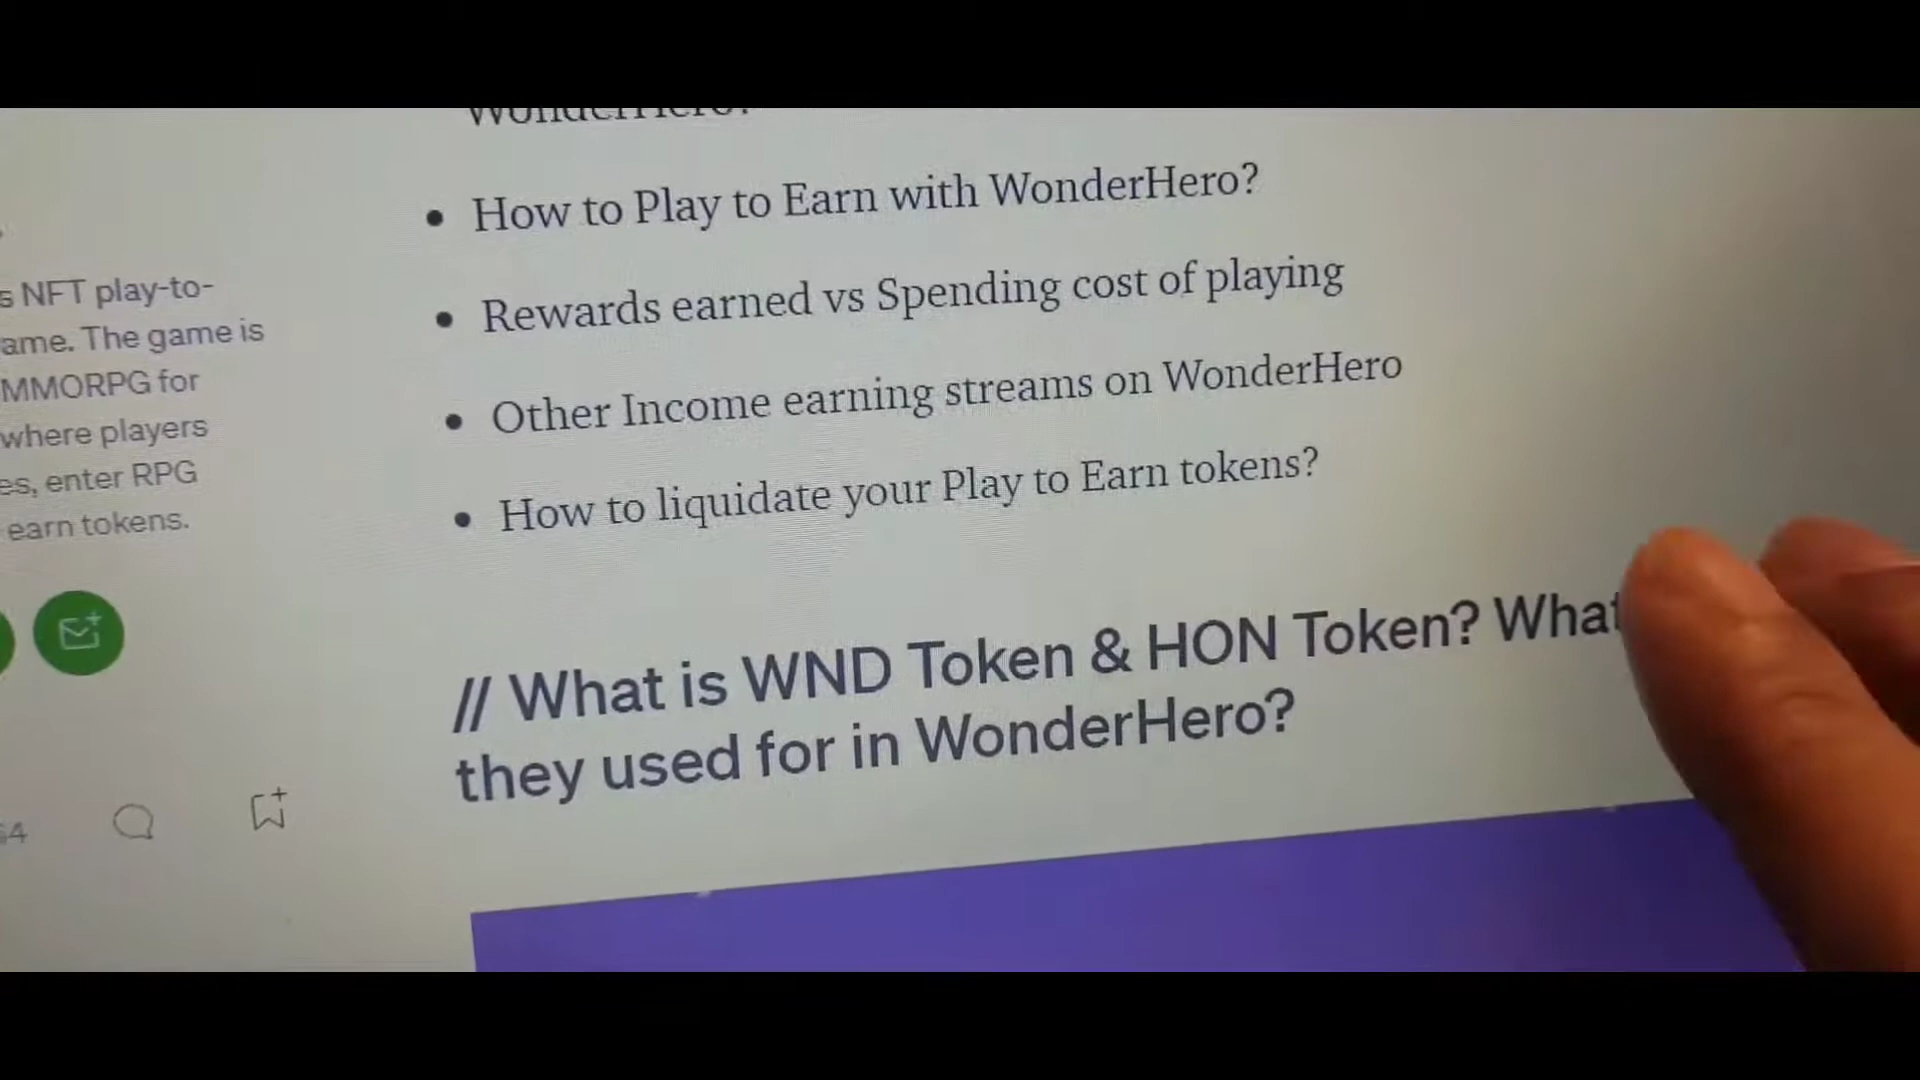 WonderHero?
• How to Play to Earn with WonderHero?
• Rewards earned vs Spending cost of playing
• Other Income earning streams on WonderHero
• How to liquidate your Play to Earn tokens?
// What is WND Token & HON Token? What
they used for in WonderHero?
s NFT play-to-
ame. The game is
MMORPG for
where players
es, enter RPG
earn tokens.
64